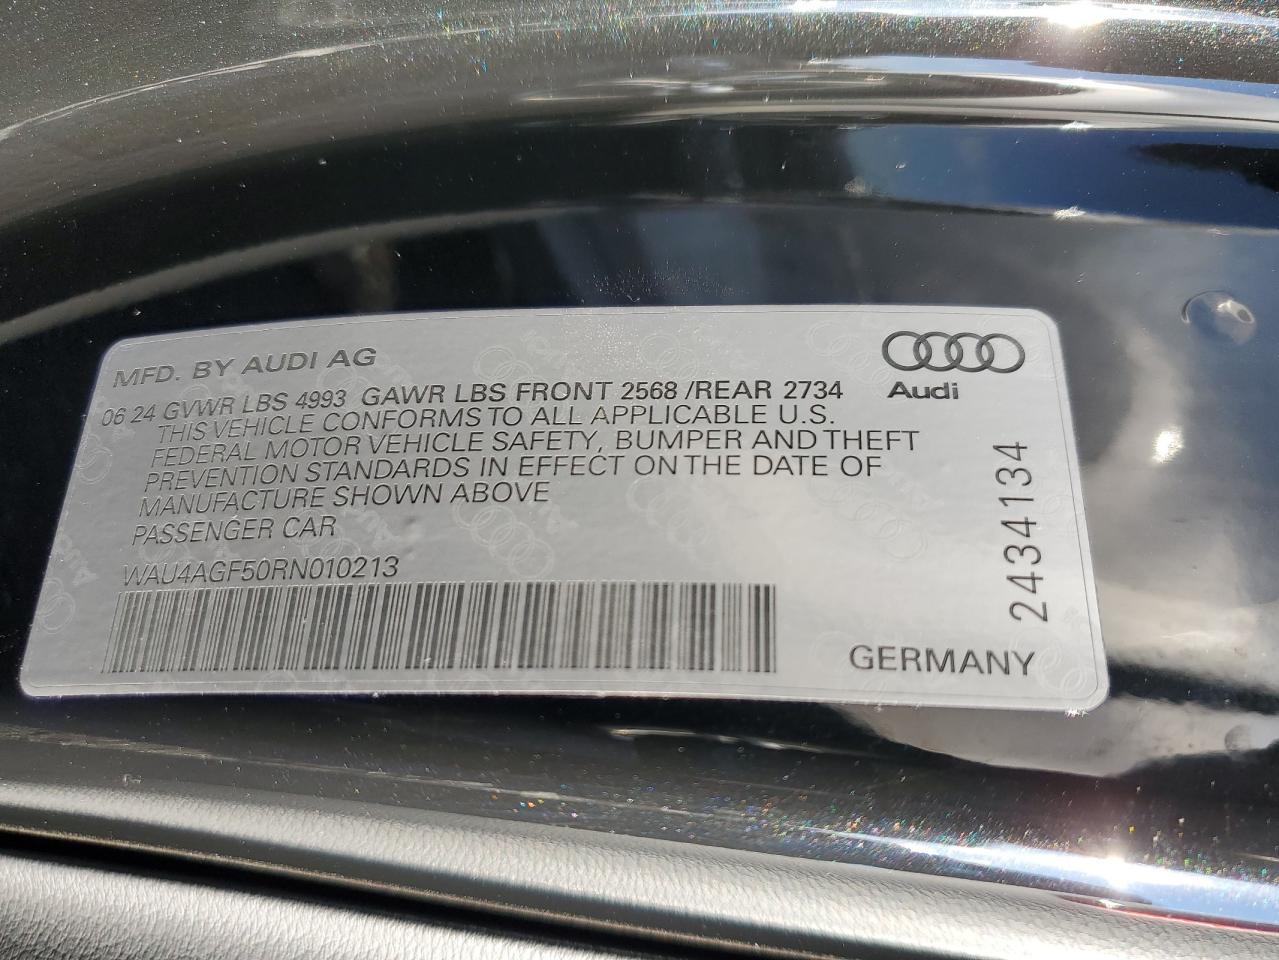 MFD. BY AUDI AG
Audi
06 24 GVWR LBS 4993 GAWR LBS FRONT 2568 /REAR 2734
THIS VEHICLE CONFORMS TO ALL APPLICABLE U.S.
FEDERAL MOTOR VEHICLE SAFETY, BUMPER AND THEFT
PREVENTION STANDARDS IN EFFECT ON THE DATE OF
MANUFACTURE SHOWN ABOVE
PASSENGER CAR
WAU4AGF50RN010213
2434134
GERMANY